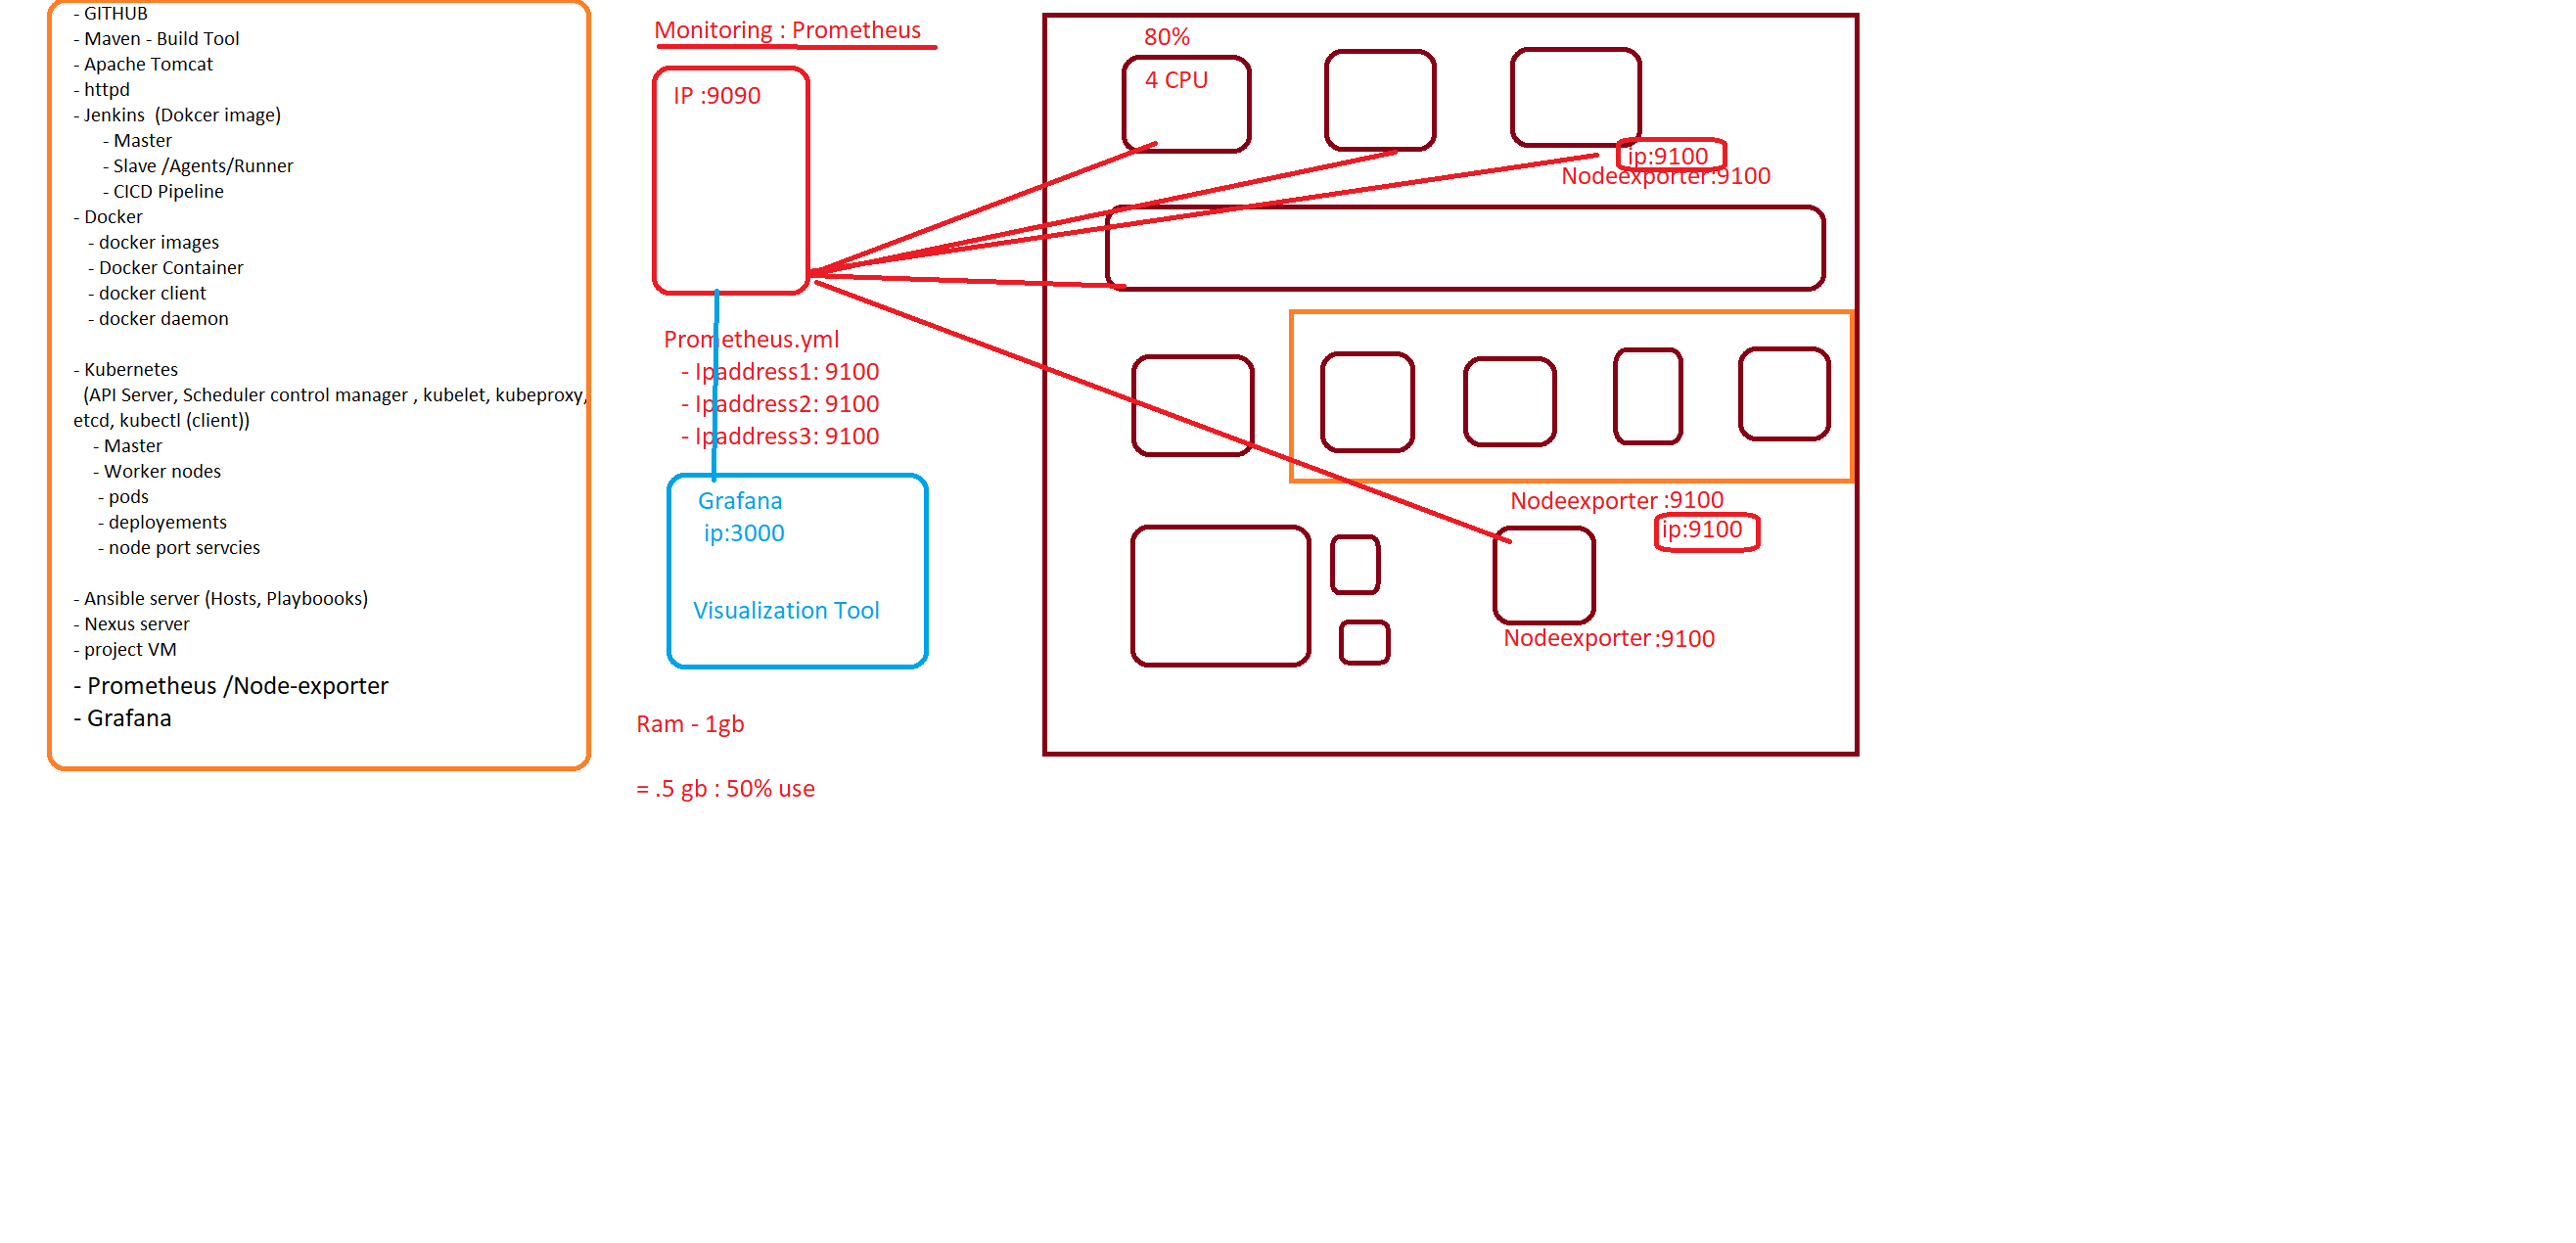 - GITHUB
- Maven - Build Tool
- Apache Tomcat
- httpd
- Jenkins  (Dokcer image)
- Master
- Slave /Agents/Runner
- CICD Pipeline
- Docker
- docker images
- Docker Container
- docker client
- docker daemon
- Kubernetes
(API Server, Scheduler control manager , kubelet, kubeproxy,
etcd, kubectl (client))
- Master
- Worker nodes
- pods
- deployements
- node port servcies
- Ansible server (Hosts, Playboooks)
- Nexus server
- project VM
- Prometheus /Node-exporter
- Grafana
Monitoring : Prometheus
IP :9090
Prometheus.yml
- Ipaddress1: 9100
- Ipaddress2: 9100
- Ipaddress3: 9100
Grafana
ip:3000
Visualization Tool
Ram - 1gb
= .5 gb : 50% use
80%
4 CPU
ip:9100
Nodeexporter:9100
Nodeexporter :9100
ip:9100
Nodeexporter :9100